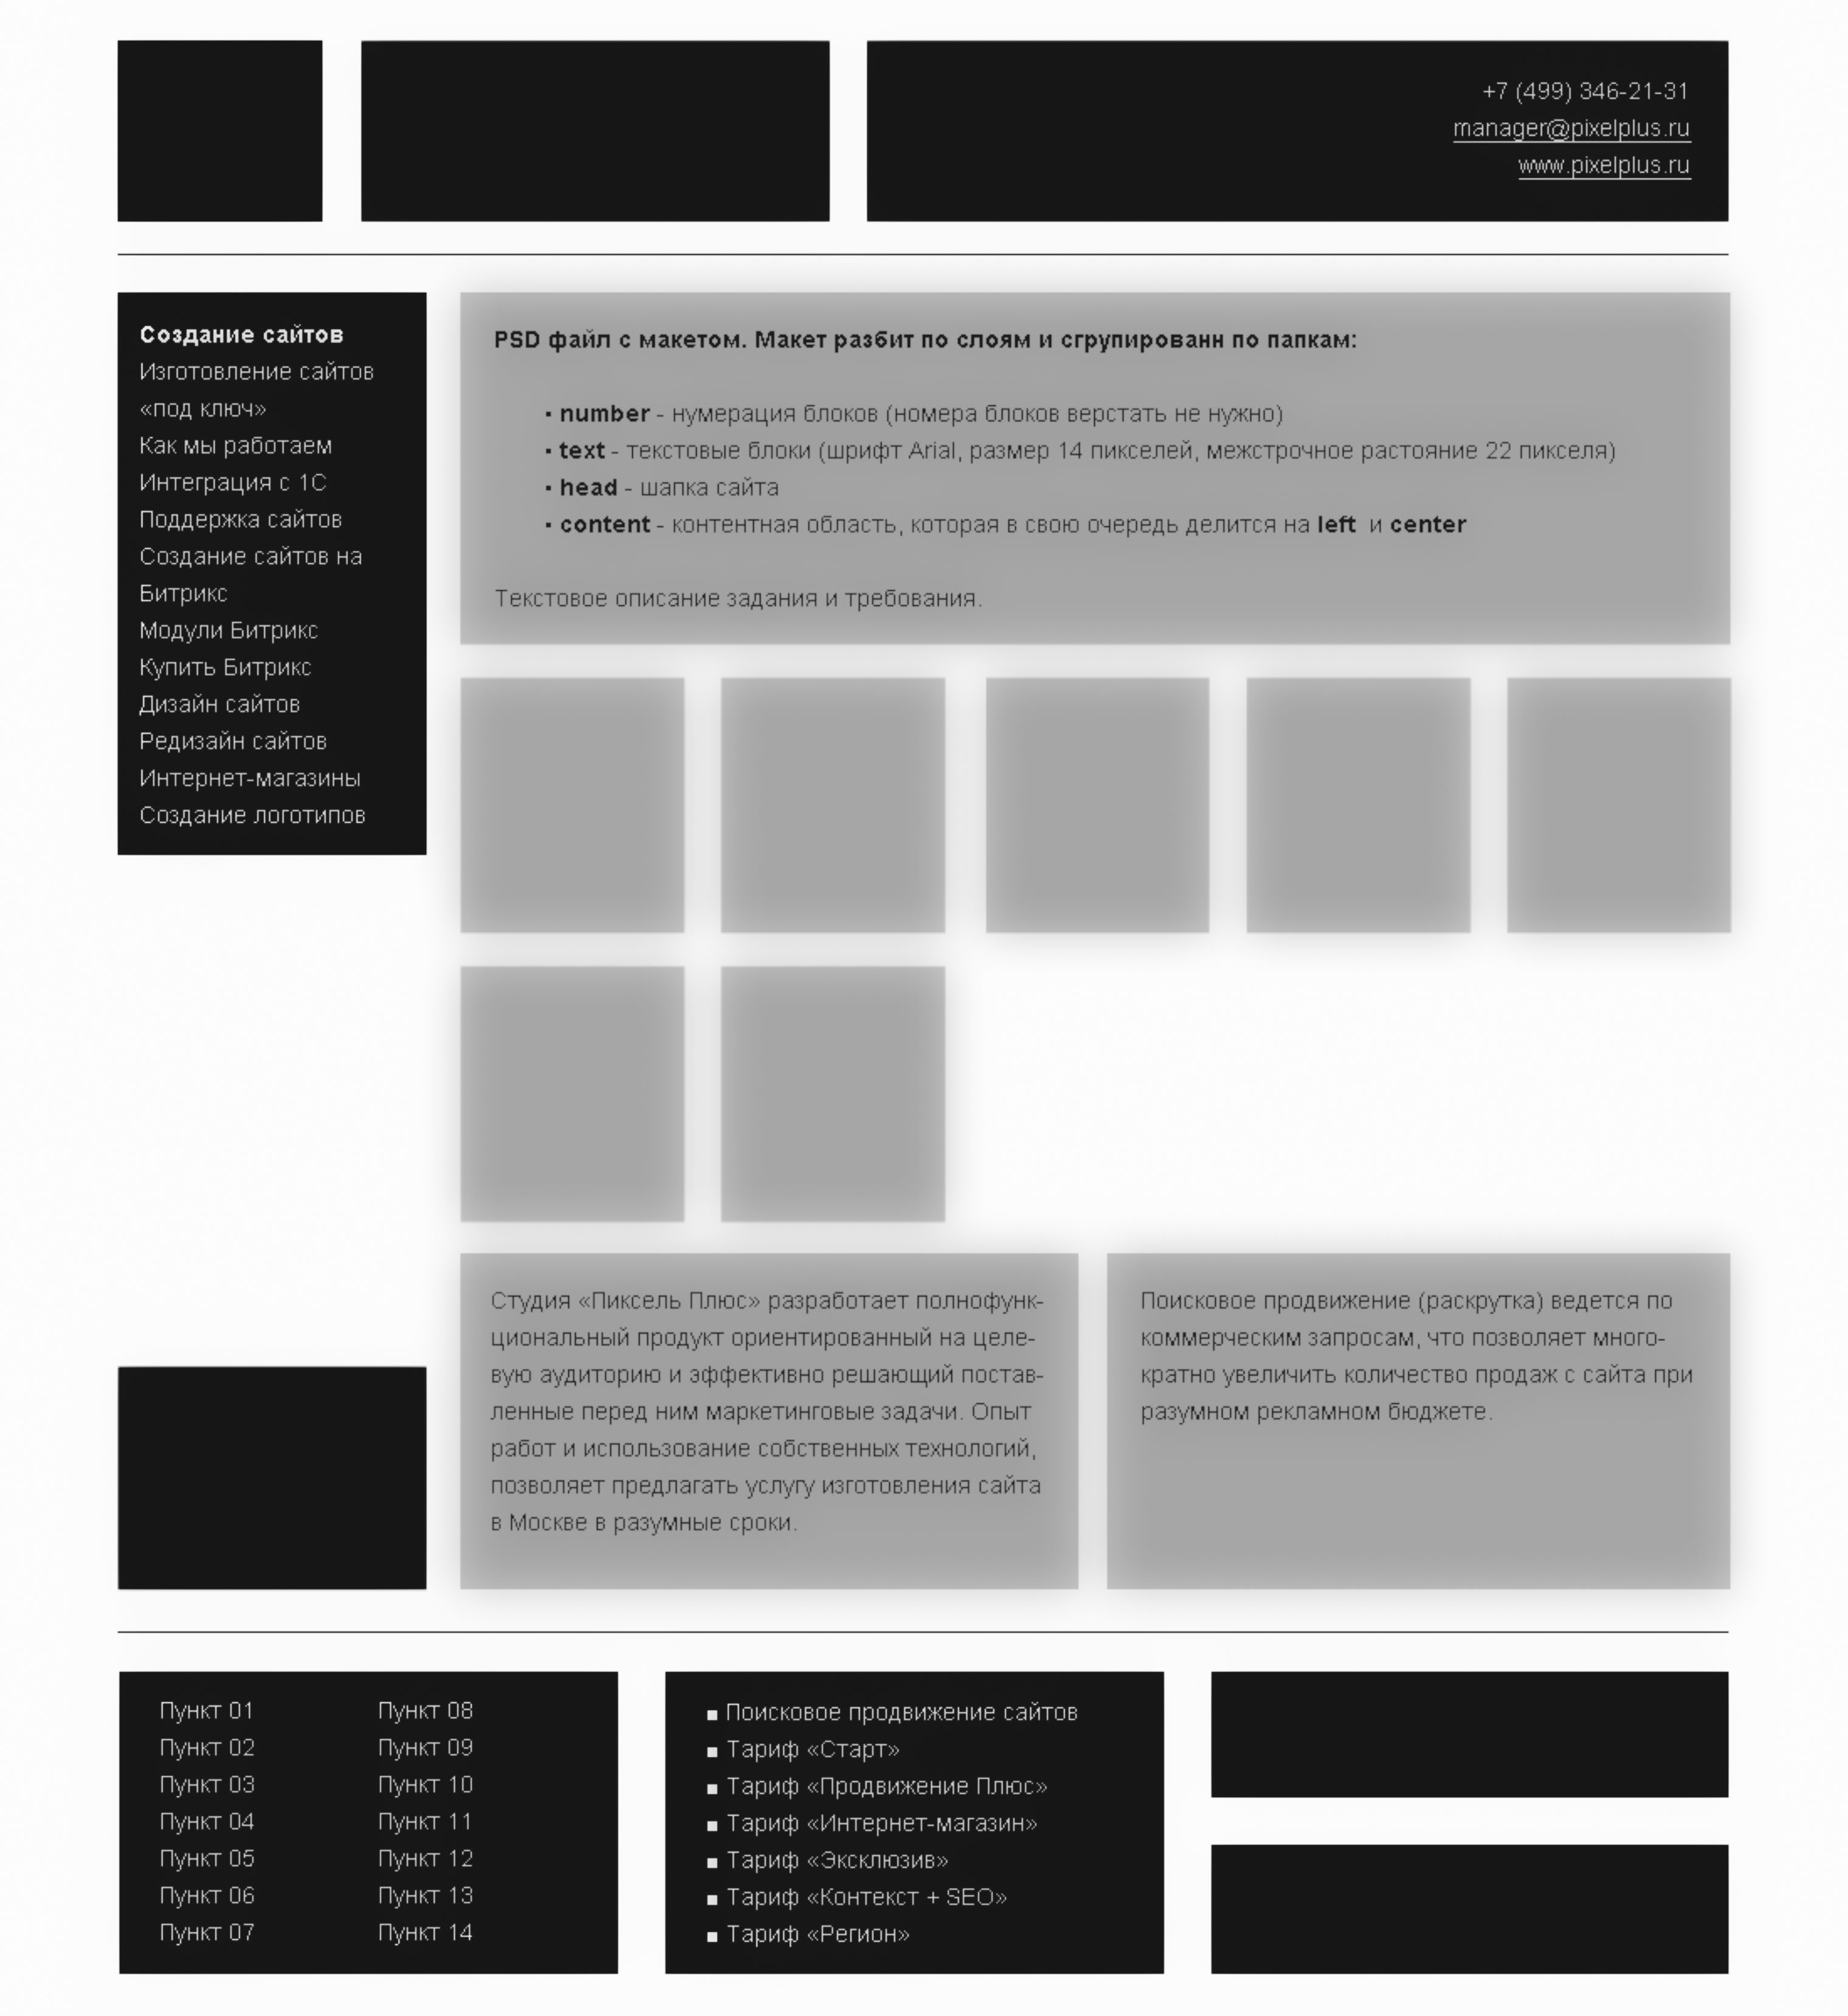 +7 (499) 346-21-31
manager@pixelplus.ru
www.pixelplus.ru
Создание сайтов
Изготовление сайтов
«под ключ»
Как мы работаем
Интеграция с 1С
Поддержка сайтов
Создание сайтов на
Битрикс
Модули Битрикс
Купить Битрикс
Дизайн сайтов
Редизайн сайтов
Интернет-магазины
Создание логотипов
PSD файл с макетом. Макет разбит по слоям и сгрупированн по папкам:
▪ number - нумерация блоков (номера блоков верстать не нужно)
▪ text - текстовые блоки (шрифт Arial, размер 14 пикселей, межстрочное растояние 22 пикселя)
▪ head - шапка сайта
▪ content - контентная область, которая в свою очередь делится на left и center
Текстовое описание задания и требования.
Студия «Пиксель Плюс» разработает полнофунк-
циональный продукт ориентированный на целе-
вую аудиторию и эффективно решающий постав-
ленные перед ним маркетинговые задачи. Опыт
работ и использование собственных технологий,
позволяет предлагать услугу изготовления сайта
в Москве в разумные сроки.
Поисковое продвижение (раскрутка) ведется по
коммерческим запросам, что позволяет много-
кратно увеличить количество продаж с сайта при
разумном рекламном бюджете.
Пункт 01
Пункт 02
Пункт 03
Пункт 04
Пункт 05
Пункт 06
Пункт 07
Пункт 08
Пункт 09
Пункт 10
Пункт 11
Пункт 12
Пункт 13
Пункт 14
■ Поисковое продвижение сайтов
■ Тариф «Старт»
■ Тариф «Продвижение Плюс»
■ Тариф «Интернет-магазин»
■ Тариф «Эксклюзив»
■ Тариф «Контекст + SEO»
■ Тариф «Регион»